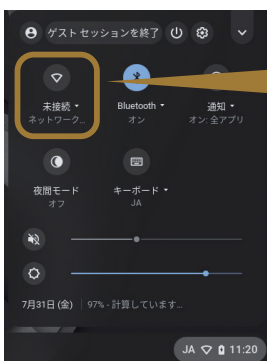 ゲスト セッションを終了
未接続
Bluetooth
通知
ネットワーク...
オン
オン: 全アプリ
夜間モード
キーボード
オフ
JA
7月31日 (金) 97% - 計算しています...
JA 11:20